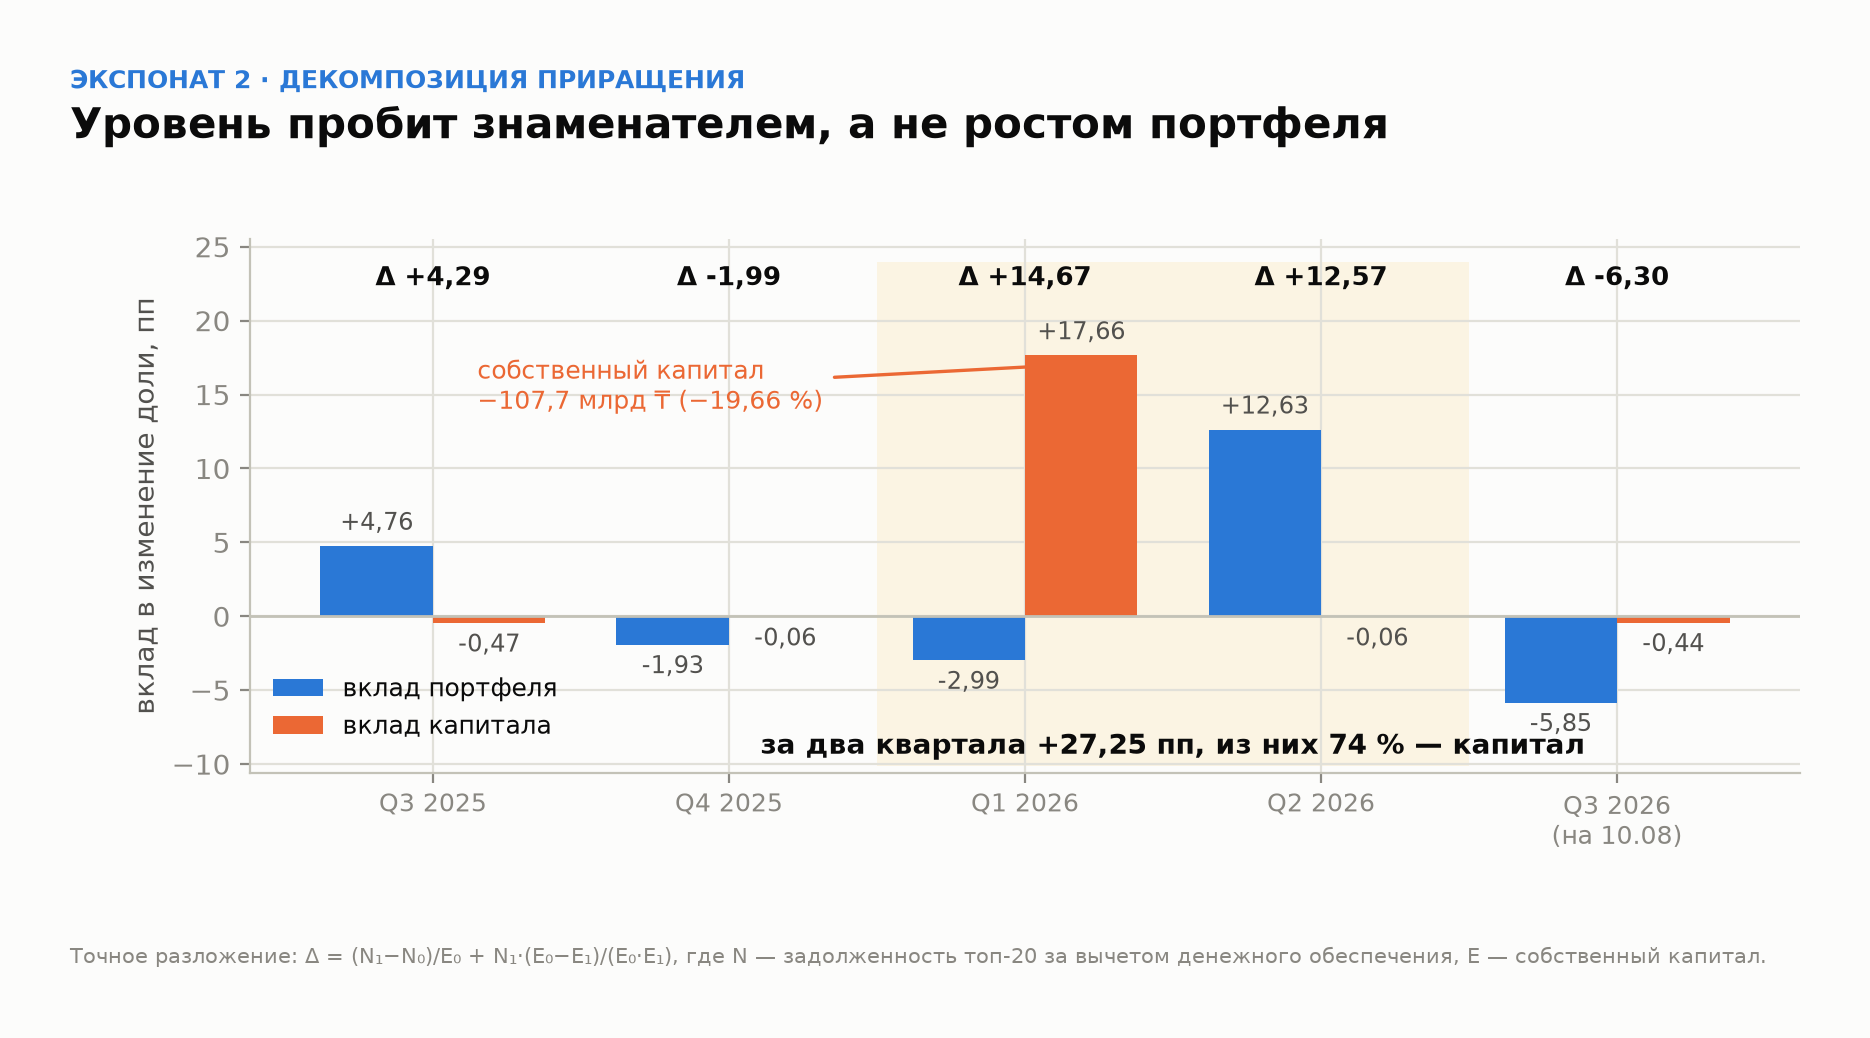 ЭКСПОНАТ 2 · ДЕКОМПОЗИЦИЯ ПРИРАЩЕНИЯ
Уровень пробит знаменателем, а не ростом портфеля
вклад в изменение доли, пп
25
20
15
10
5
0
−5
−10
Δ +4,29
Δ -1,99
Δ +14,67
Δ +12,57
Δ -6,30
+17,66
собственный капитал
−107,7 млрд ₸ (−19,66 %)
+12,63
+4,76
-0,47
-1,93
-0,06
-2,99
-0,06
-5,85
-0,44
вклад портфеля
вклад капитала
за два квартала +27,25 пп, из них 74 % — капитал
Q3 2025
Q4 2025
Q1 2026
Q2 2026
Q3 2026
(на 10.08)
Точное разложение: Δ = (N₁−N₀)/E₀ + N₁·(E₀−E₁)/(E₀·E₁), где N — задолженность топ-20 за вычетом денежного обеспечения, E — собственный капитал.